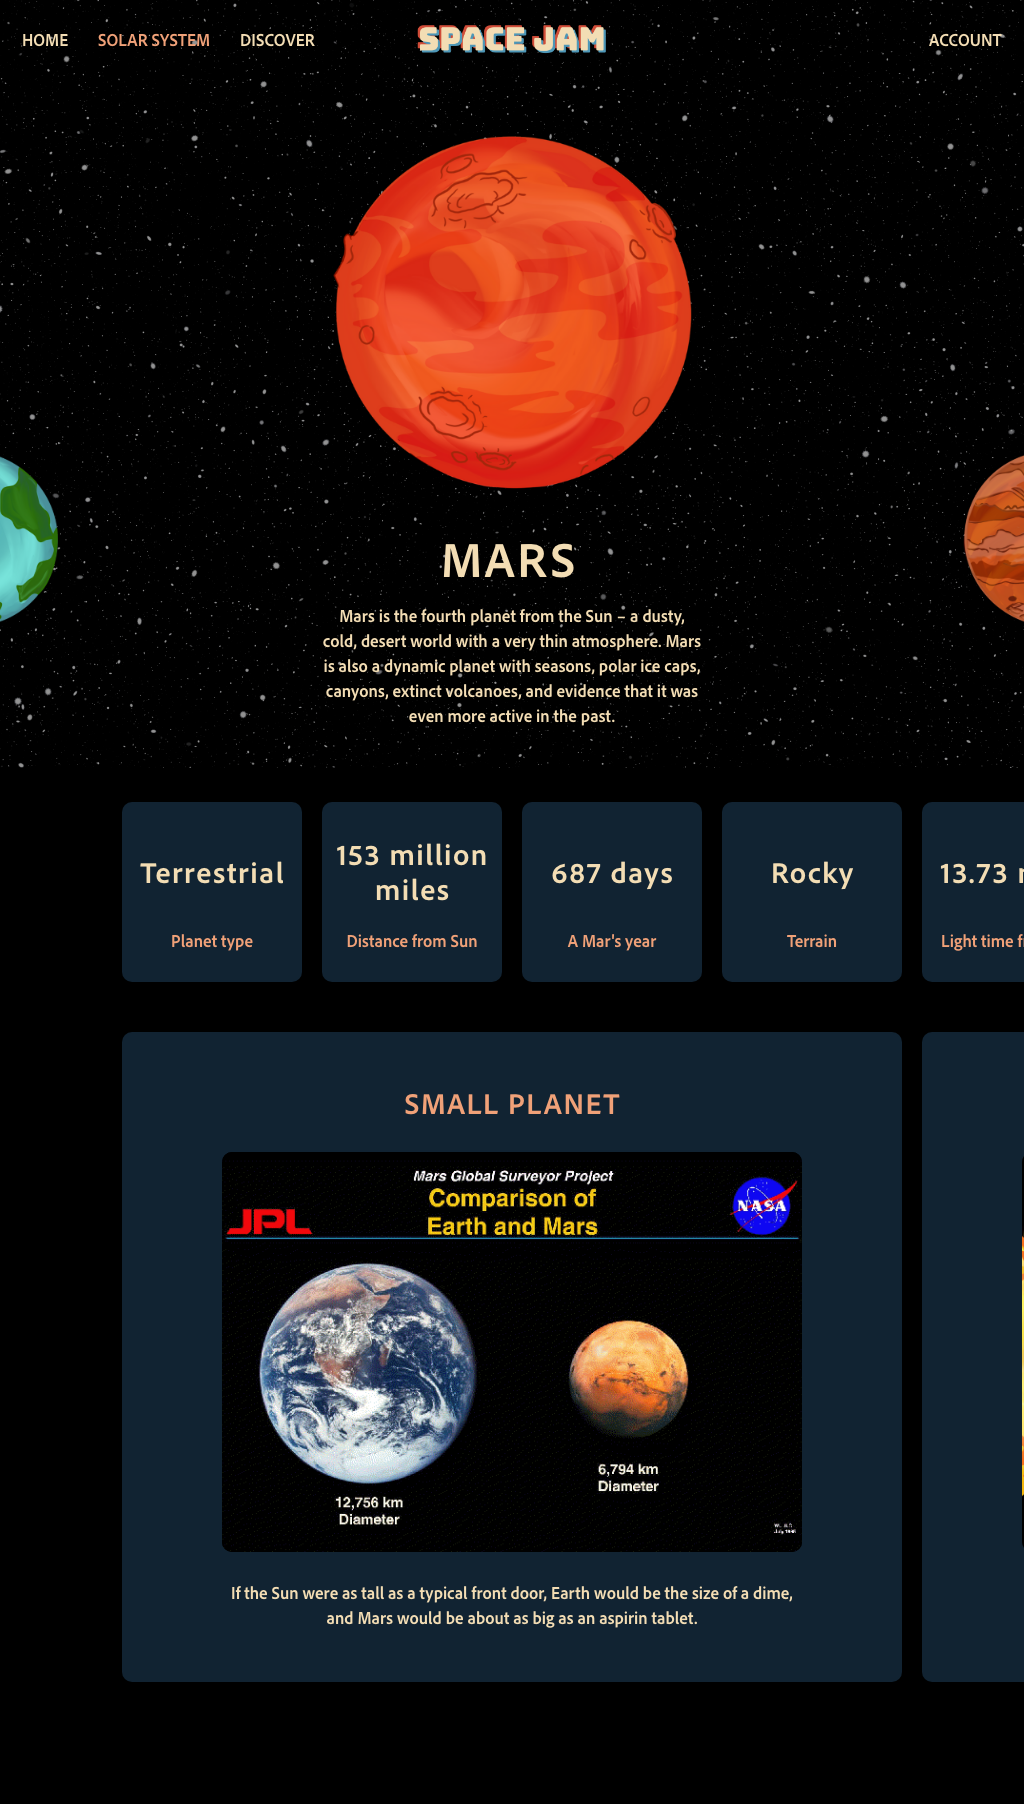 HOME
SOLAR SYSTEM
DISCOVER
SPACE JAM
ACCOUNT
MARS
Mars is the fourth planet from the Sun – a dusty,
cold, desert world with a very thin atmosphere. Mars
is also a dynamic planet with seasons, polar ice caps,
canyons, extinct volcanoes, and evidence that it was
even more active in the past.
Terrestrial
Planet type
153 million
miles
Distance from Sun
687 days
A Mar's year
Rocky
Terrain
13.73
Light time
SMALL PLANET
Mars Global Surveyor Project
Comparison of
Earth and Mars
JPL
NASA
12,756 km
Diameter
6,794 km
Diameter
If the Sun were as tall as a typical front door, Earth would be the size of a dime,
and Mars would be about as big as an aspirin tablet.